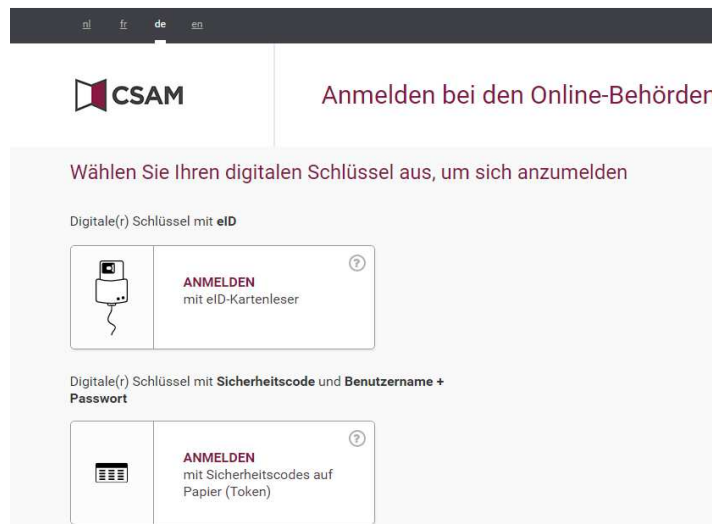 nl fr de en
CSAM
Anmelden bei den Online-Behörden
Wählen Sie Ihren digitalen Schlüssel aus, um sich anzumelden
Digitale(r) Schlüssel mit eID
?
ANMELDEN
mit eID-Kartenleser
Digitale(r) Schlüssel mit Sicherheitscode und Benutzername +
Passwort
?
ANMELDEN
mit Sicherheitscodes auf
Papier (Token)